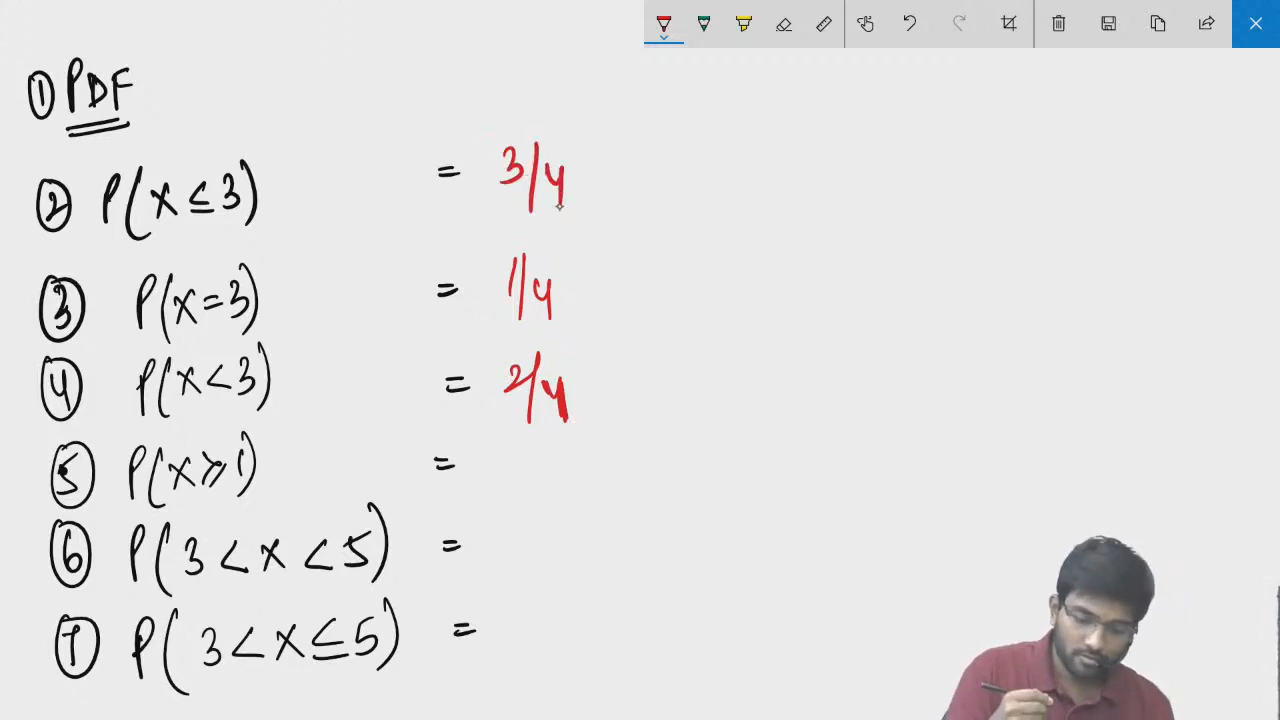 ① PDF
② P(x ≤ 3) = 3/4
③ P(x = 3) = 1/4
④ P(x < 3) = 2/4
⑤ P(x ≥ 1) =
⑥ P(3 < x < 5) =
⑦ P(3 < x ≤ 5) =